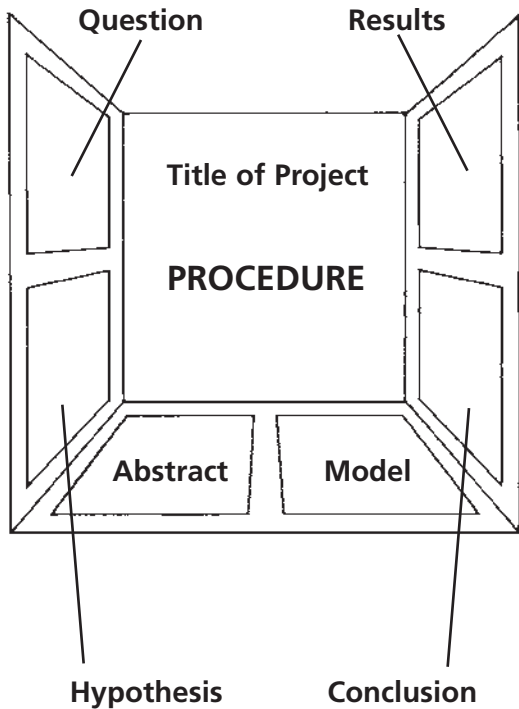 Question Results
Title of Project
PROCEDURE
Abstract Model
Hypothesis Conclusion